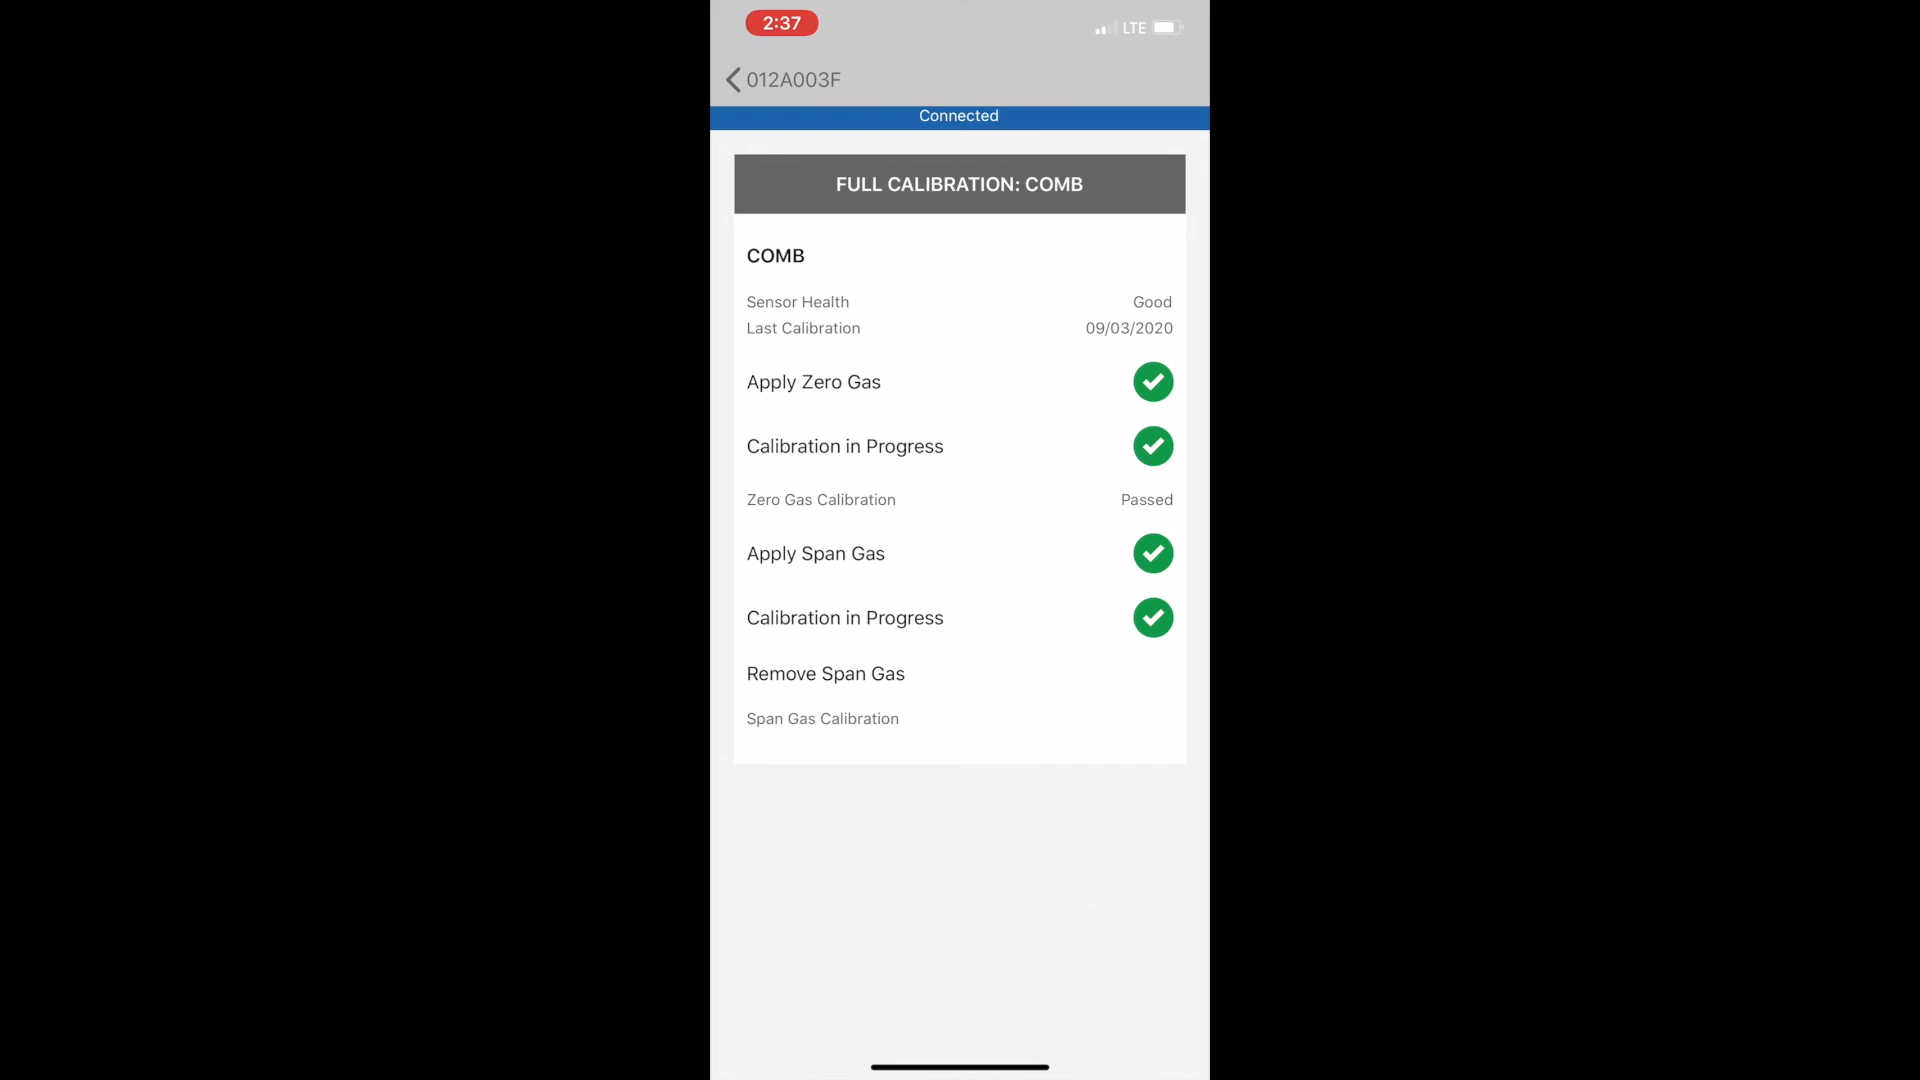 2:37
LTE
012A003F
Connected
FULL CALIBRATION: COMB
COMB
Sensor Health Good
Last Calibration 09/03/2020
Apply Zero Gas
Calibration in Progress
Zero Gas Calibration Passed
Apply Span Gas
Calibration in Progress
Remove Span Gas
Span Gas Calibration